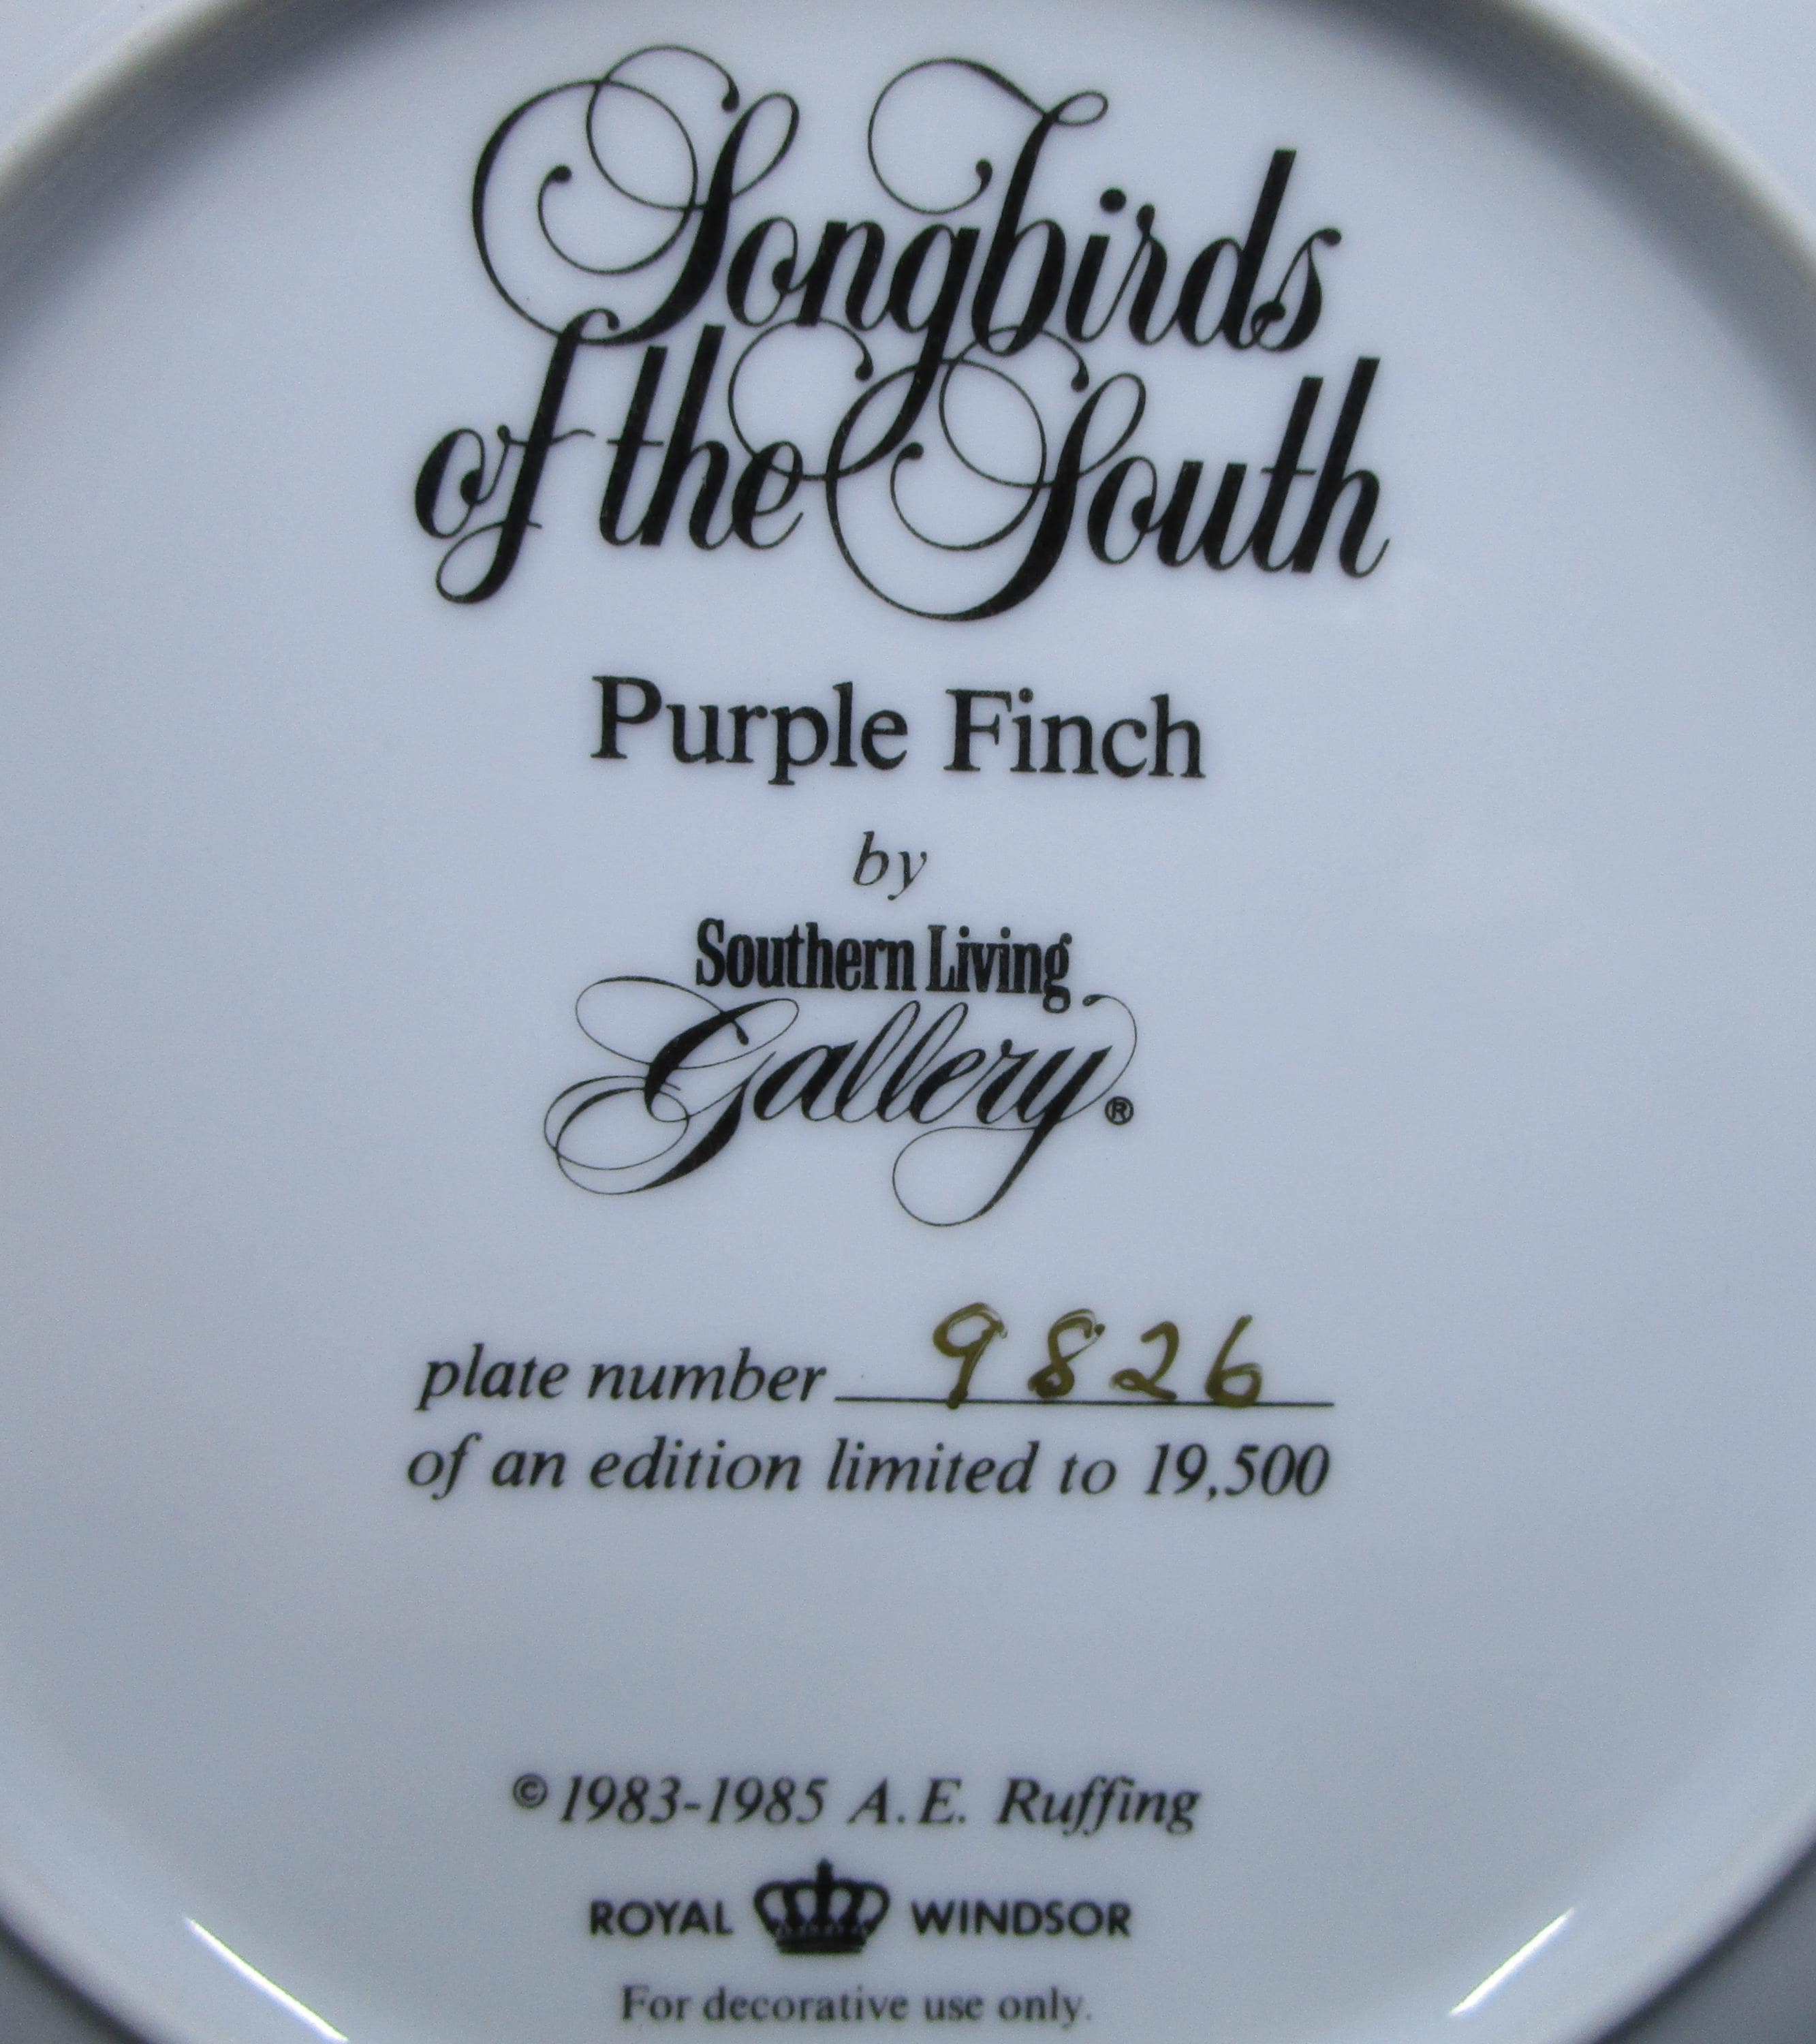 Songbirds
of the South
Purple Finch
by
Southern Living
Gallery®
plate number 9826
of an edition limited to 19,500
© 1983-1985 A.E. Ruffing
ROYAL WINDSOR
For decorative use only.